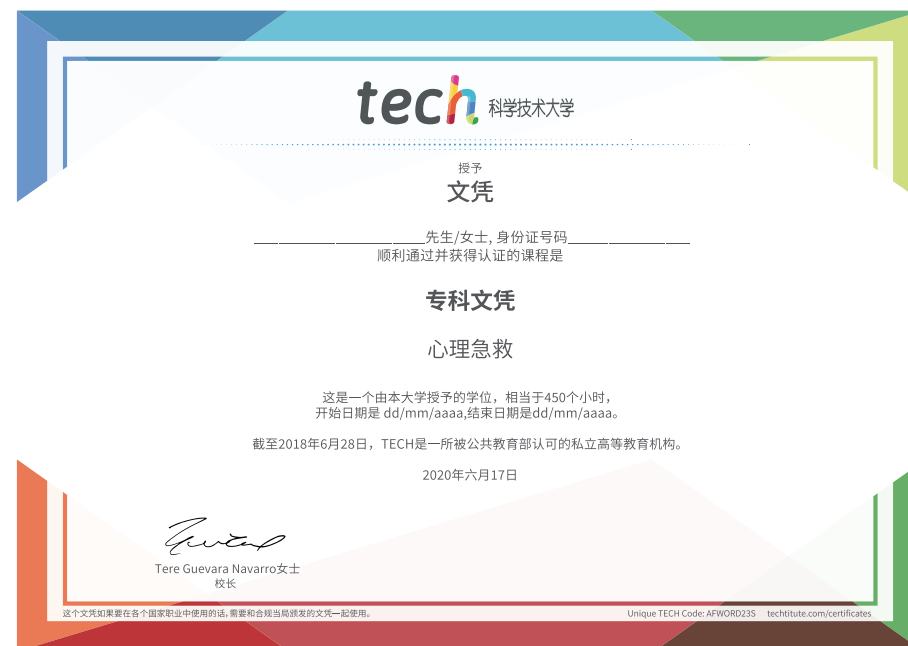 tech 科学技术大学
授予
文凭
______________________先生/女士, 身份证号码________________
顺利通过并获得认证的课程是
专科文凭
心理急救
这是一个由本大学授予的学位，相当于450个小时，
开始日期是 dd/mm/aaaa,结束日期是dd/mm/aaaa。
截至2018年6月28日，TECH是一所被公共教育部认可的私立高等教育机构。
2020年六月17日
Tere Guevara Navarro女士
校长
这个文凭如果要在各个国家职业中使用的话,需要和合规当局颁发的文凭一起使用。
Unique TECH Code: AFWORD23S techtitute.com/certificates